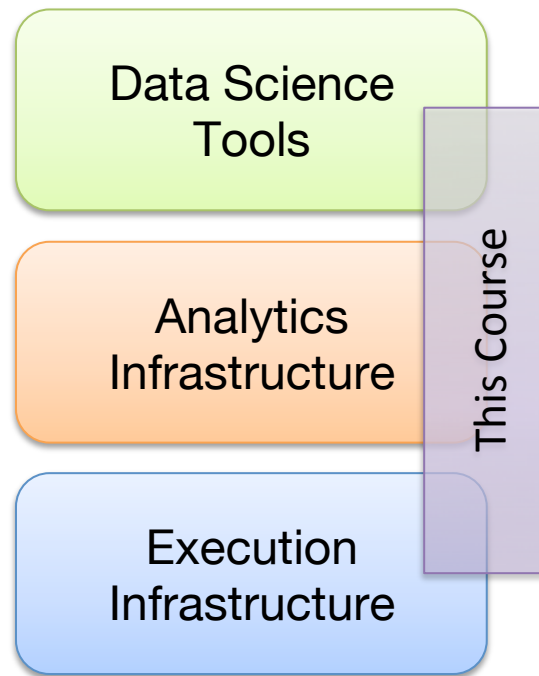 Data Science
Tools
Analytics
Infrastructure
Execution
Infrastructure
This Course